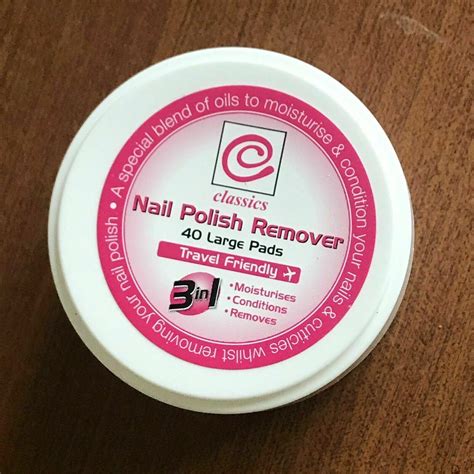 • A special blend of oils to moisturise & condition your nails & cuticles whilst removing your nail polish
e
classics
Nail Polish Remover
40 Large Pads
Travel Friendly
3in1
• Moisturises
• Conditions
• Removes